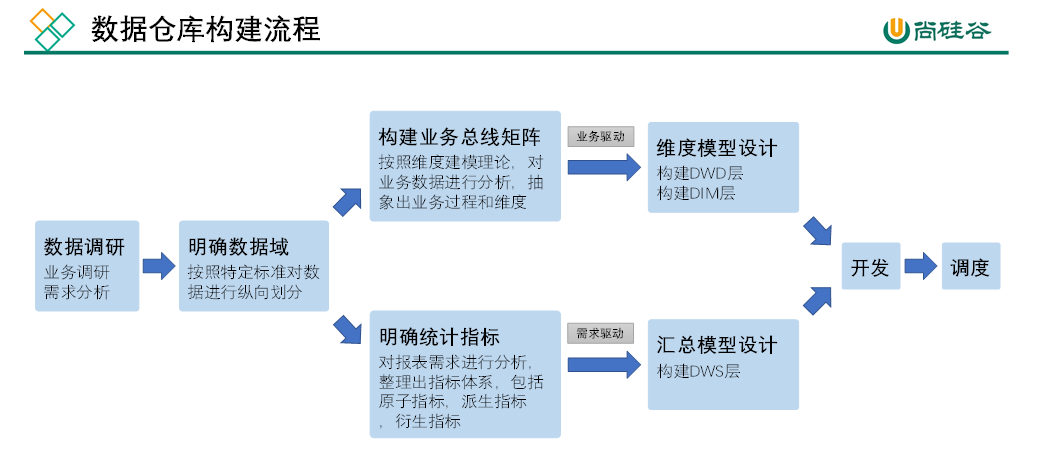 数据仓库构建流程
尚硅谷
数据调研
业务调研
需求分析
明确数据域
按照特定标准对数
据进行纵向划分
构建业务总线矩阵
按照维度建模理论，对
业务数据进行分析，抽
象出业务过程和维度
业务驱动
维度模型设计
构建DWD层
构建DIM层
明确统计指标
对报表需求进行分析，
整理出指标体系，包括
原子指标，派生指标
，衍生指标
需求驱动
汇总模型设计
构建DWS层
开发
调度